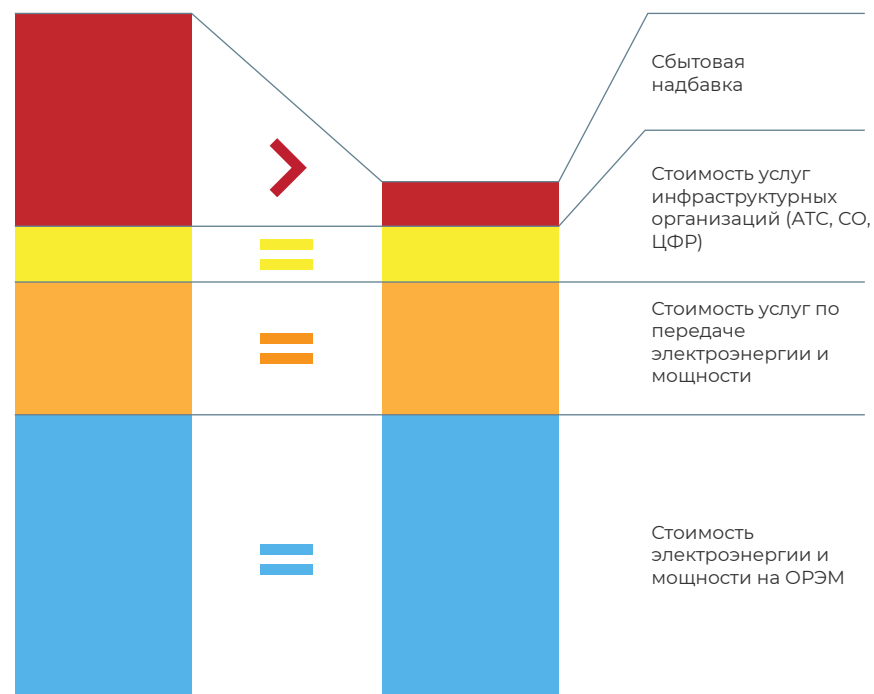 Сбытовая
надбавка
Стоимость услуг
инфраструктурных
организаций (АТС, СО,
ЦФР)
Стоимость услуг по
передаче
электроэнергии и
мощности
Стоимость
электроэнергии и
мощности на ОРЭМ